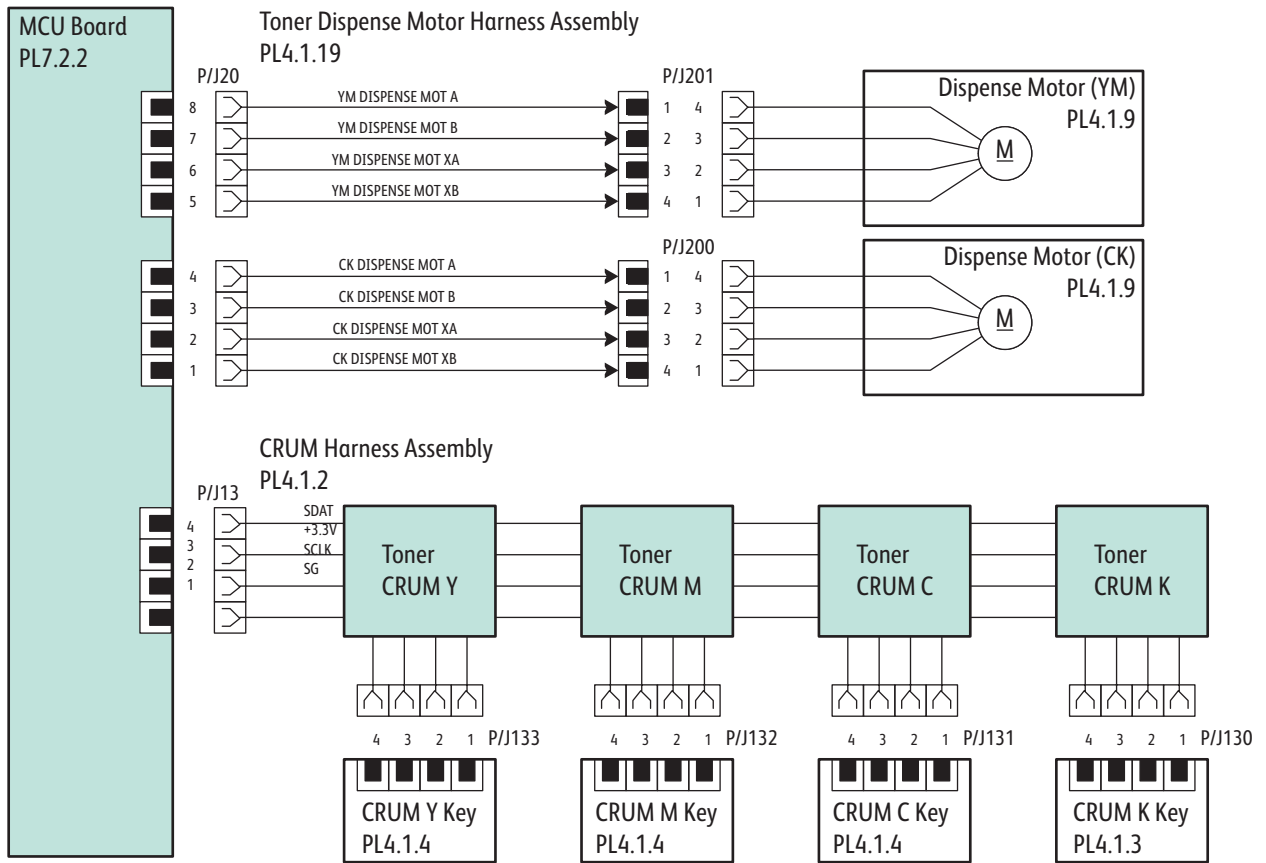 MCU Board
PL7.2.2
Toner Dispense Motor Harness Assembly
PL4.1.19
P/J20
P/J201
8
YM DISPENSE MOT A
1 4
7
YM DISPENSE MOT B
2 3
6
YM DISPENSE MOT XA
3 2
5
YM DISPENSE MOT XB
4 1
Dispense Motor (YM)
PL4.1.9
M
P/J200
4
CK DISPENSE MOT A
1 4
3
CK DISPENSE MOT B
2 3
2
CK DISPENSE MOT XA
3 2
1
CK DISPENSE MOT XB
4 1
Dispense Motor (CK)
PL4.1.9
M
CRUM Harness Assembly
PL4.1.2
P/J13
4
3
2
1
SDAT
+3.3V
SCLK
SG
Toner
CRUM Y
Toner
CRUM M
Toner
CRUM C
Toner
CRUM K
4 3 2 1 P/J133
4 3 2 1 P/J132
4 3 2 1 P/J131
4 3 2 1 P/J130
CRUM Y Key
PL4.1.4
CRUM M Key
PL4.1.4
CRUM C Key
PL4.1.4
CRUM K Key
PL4.1.3